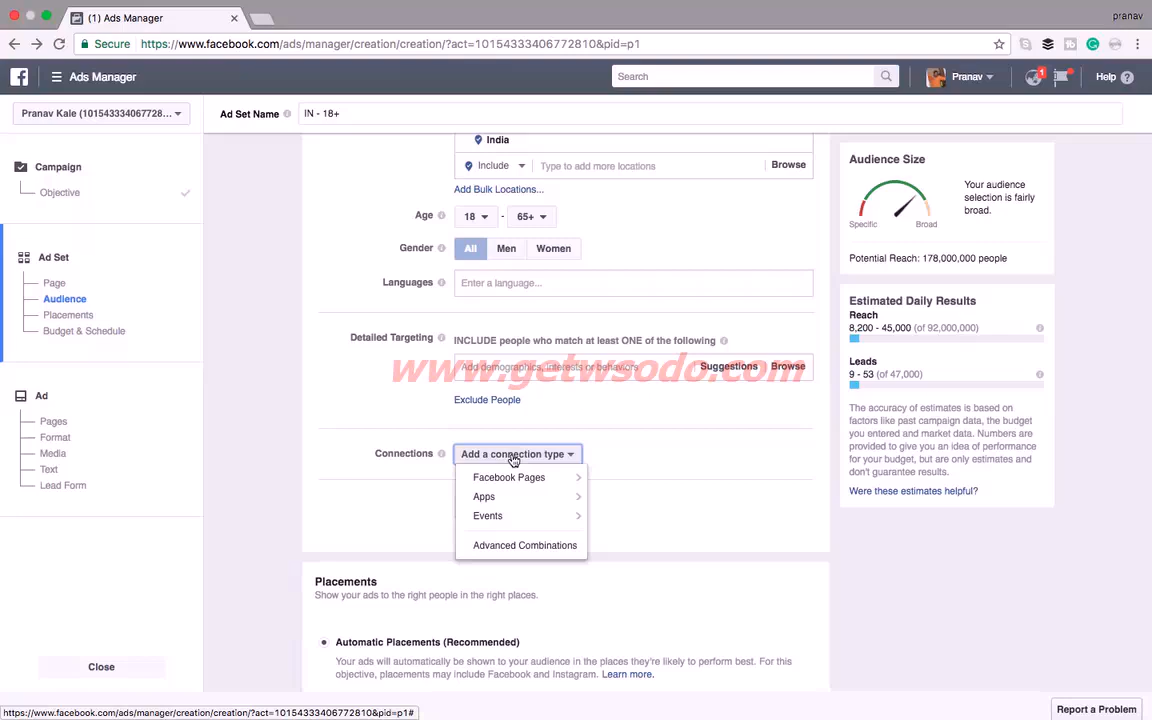 (1) Ads Manager
pranav
Secure https://www.facebook.com/ads/manager/creation/creation/?act=10154333406772810&pid=p1
Ads Manager
Search
Pranav
1
Help
Pranav Kale (101543334067728...
Ad Set Name
IN - 18+
Campaign
Objective
Ad Set
Page
Audience
Placements
Budget & Schedule
Ad
Pages
Format
Media
Text
Lead Form
Close
India
Include Type to add more locations Browse
Add Bulk Locations...
Age 18 - 65+
Gender All Men Women
Languages Enter a language...
Detailed Targeting INCLUDE people who match at least ONE of the following
Add demographics, interests or behaviors Suggestions Browse
www.getwsodo.com
Exclude People
Connections Add a connection type
Facebook Pages
Apps
Events
Advanced Combinations
Placements
Show your ads to the right people in the right places.
Automatic Placements (Recommended)
Your ads will automatically be shown to your audience in the places they're likely to perform best. For this
objective, placements may include Facebook and Instagram. Learn more.
Audience Size
Your audience
selection is fairly
broad.
Specific Broad
Potential Reach: 178,000,000 people
Estimated Daily Results
Reach
8,200 - 45,000 (of 92,000,000)
Leads
9 - 53 (of 47,000)
The accuracy of estimates is based on
factors like past campaign data, the budget
you entered and market data. Numbers are
provided to give you an idea of performance
for your budget, but are only estimates and
don't guarantee results.
Were these estimates helpful?
https://www.facebook.com/ads/manager/creation/creation/?act=10154333406772810&pid=p1#
Report a Problem